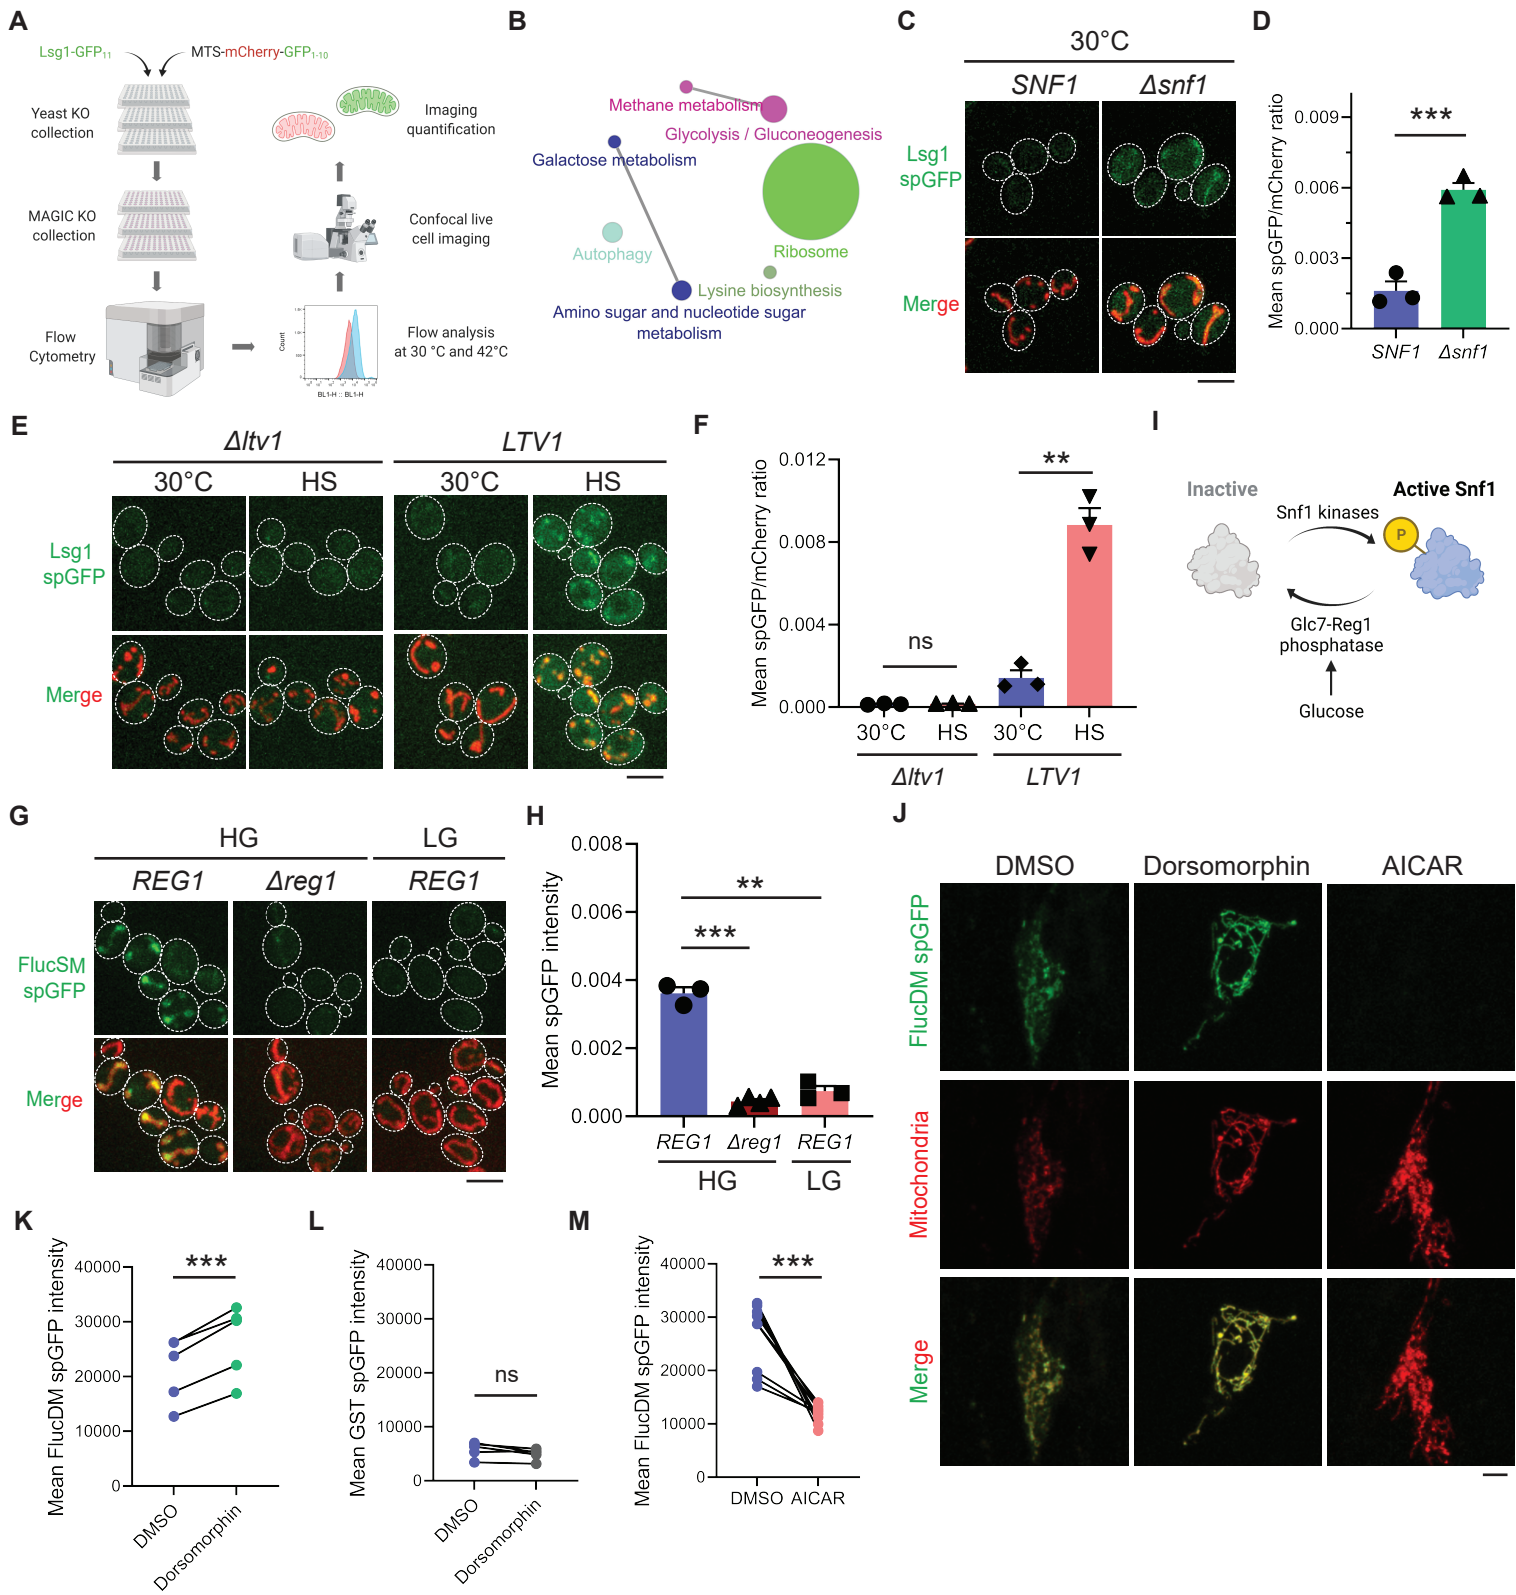 A
Lsg1-GFP11
MTS-mCherry-GFP1-10
Yeast KO
collection
MAGIC KO
collection
Flow
Cytometry
Imaging
quantification
Confocal live
cell imaging
Flow analysis
at 30 °C and 42°C
Count
BL1-H :: BL1-H
B
Methane metabolism
Glycolysis / Gluconeogenesis
Galactose metabolism
Autophagy
Ribosome
Lysine biosynthesis
Amino sugar and nucleotide sugar
metabolism
C
30°C
SNF1
Δsnf1
Lsg1
spGFP
Merge
D
Mean spGFP/mCherry ratio
0.009
0.006
0.003
0.000
***
SNF1
Δsnf1
E
Δltv1
LTV1
30°C
HS
30°C
HS
Lsg1
spGFP
Merge
F
Mean spGFP/mCherry ratio
0.012
0.008
0.004
0.000
ns
**
30°C
HS
30°C
HS
Δltv1
LTV1
I
Inactive
Active Snf1
Snf1 kinases
P
Glc7-Reg1
phosphatase
Glucose
G
HG
LG
REG1
Δreg1
REG1
FlucSM
spGFP
Merge
H
Mean spGFP intensity
0.008
0.006
0.004
0.002
0.000
**
***
REG1
Δreg1
REG1
HG
LG
J
DMSO
Dorsomorphin
AICAR
FlucDM spGFP
Mitochondria
Merge
K
Mean FlucDM spGFP intensity
40000
30000
20000
10000
0
***
DMSO
Dorsomorphin
L
Mean GST spGFP intensity
40000
30000
20000
10000
0
ns
DMSO
Dorsomorphin
M
Mean FlucDM spGFP intensity
40000
30000
20000
10000
0
***
DMSO
AICAR